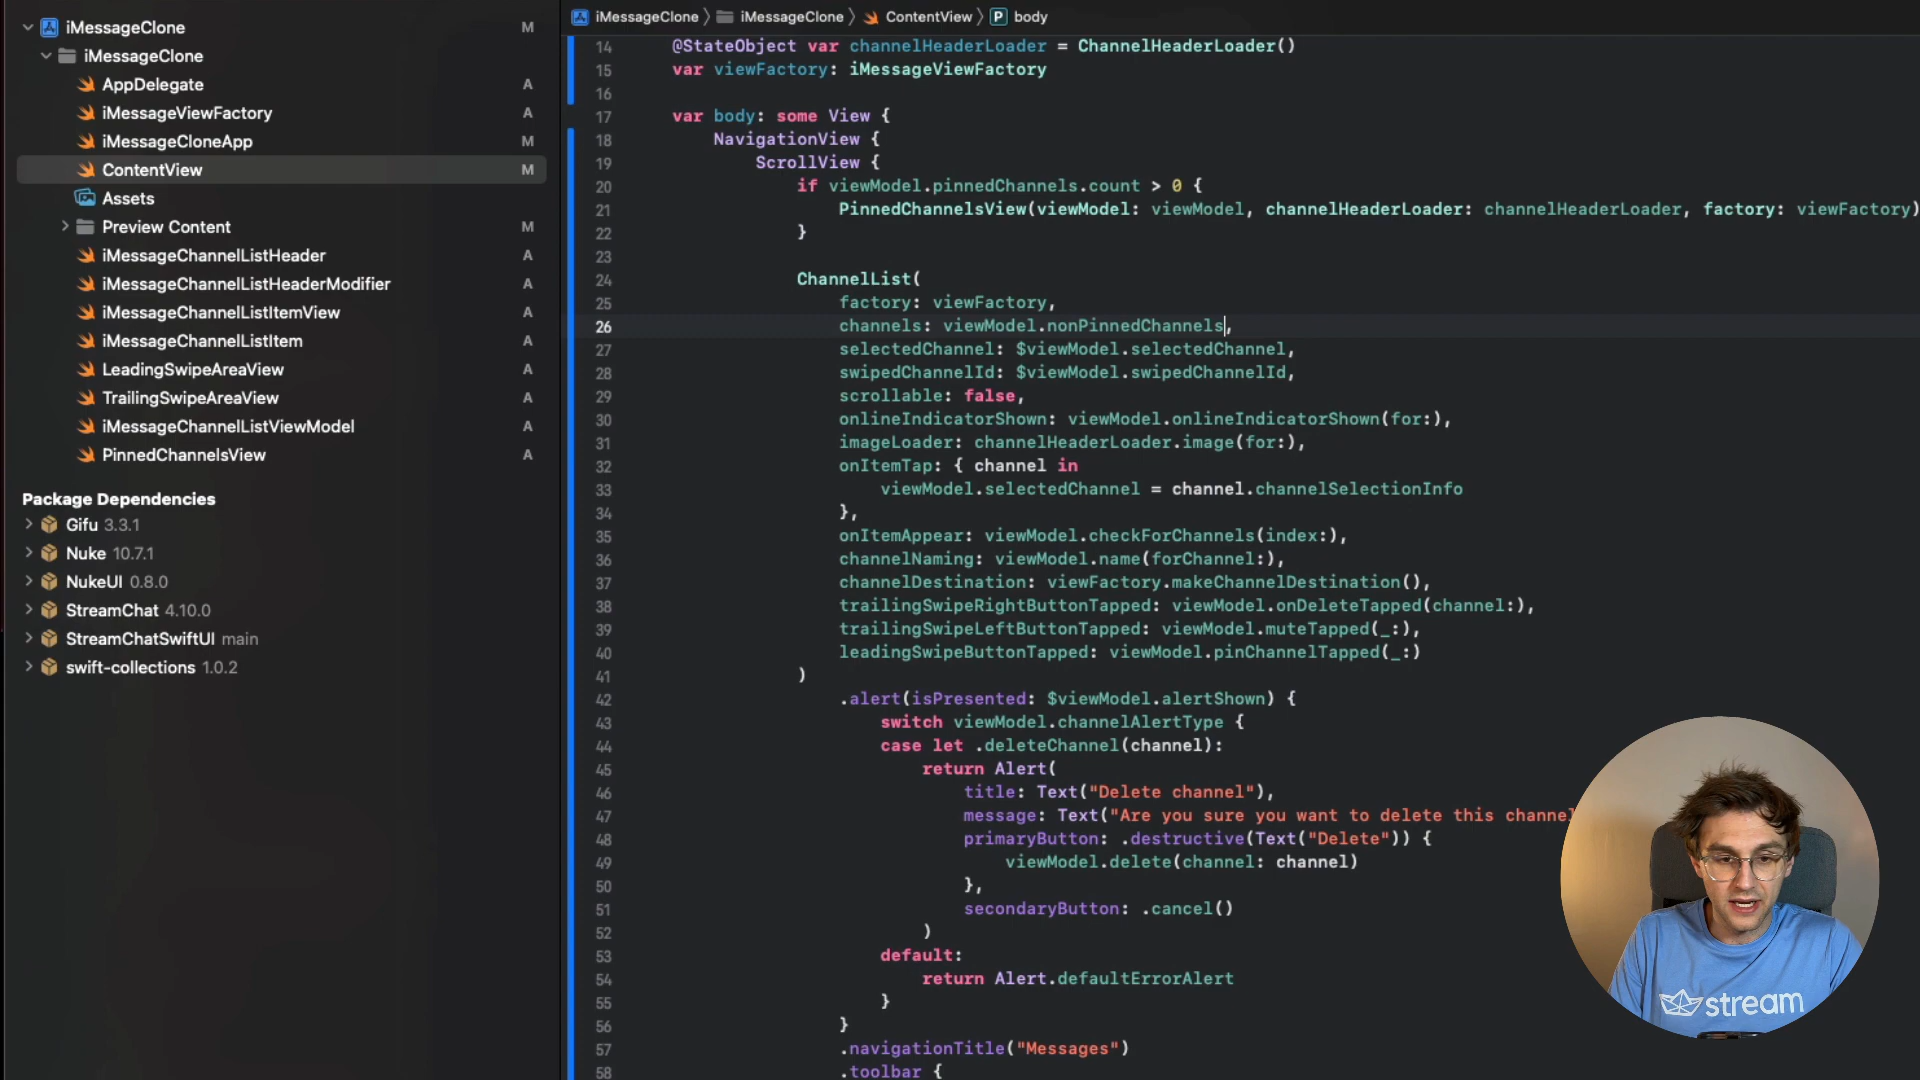 iMessageClone M
iMessageClone
AppDelegate A
iMessageViewFactory A
iMessageCloneApp M
ContentView M
Assets
Preview Content M
iMessageChannelListHeader A
iMessageChannelListHeaderModifier A
iMessageChannelListItemView A
iMessageChannelListItem A
LeadingSwipeAreaView A
TrailingSwipeAreaView A
iMessageChannelListViewModel A
PinnedChannelsView A
Package Dependencies
Gifu 3.3.1
Nuke 10.7.1
NukeUI 0.8.0
StreamChat 4.10.0
StreamChatSwiftUI main
swift-collections 1.0.2
iMessageClone iMessageClone ContentView P body
14 @StateObject var channelHeaderLoader = ChannelHeaderLoader()
15 var viewFactory: iMessageViewFactory
16
17 var body: some View {
18 NavigationView {
19 ScrollView {
20 if viewModel.pinnedChannels.count > 0 {
21 PinnedChannelsView(viewModel: viewModel, channelHeaderLoader: channelHeaderLoader, factory: viewFactory)
22 }
23
24 ChannelList(
25 factory: viewFactory,
26 channels: viewModel.nonPinnedChannels,
27 selectedChannel: $viewModel.selectedChannel,
28 swipedChannelId: $viewModel.swipedChannelId,
29 scrollable: false,
30 onlineIndicatorShown: viewModel.onlineIndicatorShown(for:),
31 imageLoader: channelHeaderLoader.image(for:),
32 onItemTap: { channel in
33 viewModel.selectedChannel = channel.channelSelectionInfo
34 },
35 onItemAppear: viewModel.checkForChannels(index:),
36 channelNaming: viewModel.name(forChannel:),
37 channelDestination: viewFactory.makeChannelDestination(),
38 trailingSwipeRightButtonTapped: viewModel.onDeleteTapped(channel:),
39 trailingSwipeLeftButtonTapped: viewModel.muteTapped(_:),
40 leadingSwipeButtonTapped: viewModel.pinChannelTapped(_:)
41 )
42 .alert(isPresented: $viewModel.alertShown) {
43 switch viewModel.channelAlertType {
44 case let .deleteChannel(channel):
45 return Alert(
46 title: Text("Delete channel"),
47 message: Text("Are you sure you want to delete this channel
48 primaryButton: .destructive(Text("Delete")) {
49 viewModel.delete(channel: channel)
50 },
51 secondaryButton: .cancel()
52 )
53 default:
54 return Alert.defaultErrorAlert
55 }
56 }
57 .navigationTitle("Messages")
58 .toolbar {
stream